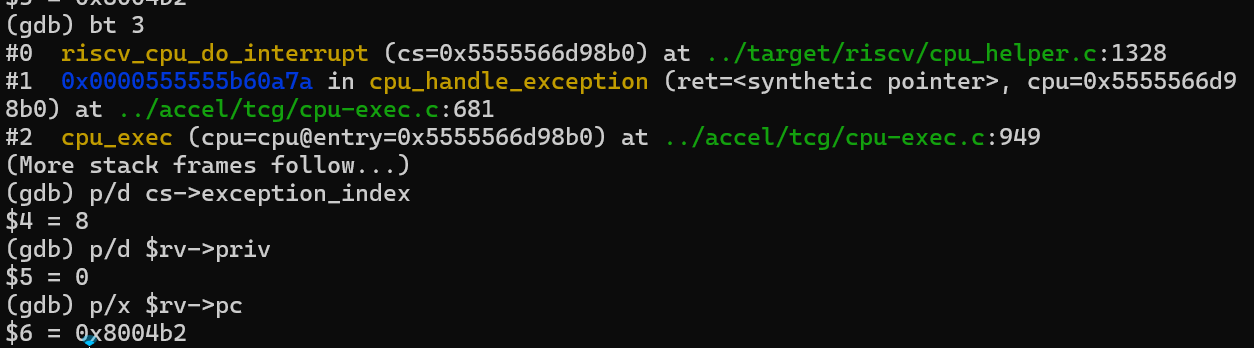 $3 = 0x8004b2
(gdb) bt 3
#0  riscv_cpu_do_interrupt (cs=0x5555566d98b0) at ../target/riscv/cpu_helper.c:1328
#1  0x0000555555b60a7a in cpu_handle_exception (ret=<synthetic pointer>, cpu=0x5555566d9
8b0) at ../accel/tcg/cpu-exec.c:681
#2  cpu_exec (cpu=cpu@entry=0x5555566d98b0) at ../accel/tcg/cpu-exec.c:949
(More stack frames follow...)
(gdb) p/d cs->exception_index
$4 = 8
(gdb) p/d $rv->priv
$5 = 0
(gdb) p/x $rv->pc
$6 = 0x8004b2